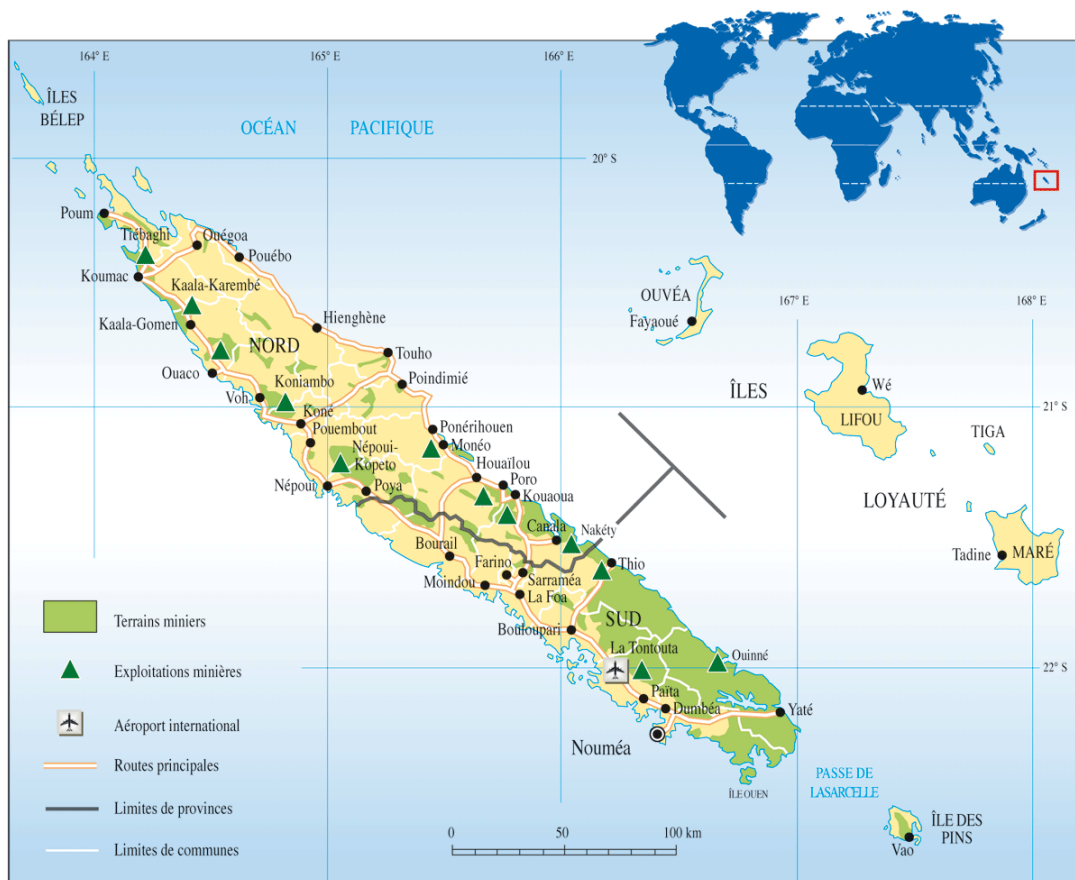 164° E
165° E
166° E
ÎLES
BÉLEP
OCÉAN
PACIFIQUE
20° S
Poum
Tiébaghi
Ouégoa
Pouébo
Koumac
Kaala-Karembé
OUVÉA
167° E
168° E
Fayaoué
Kaala-Gomen
Hienghène
NORD
Touho
Ouaco
Koniambo
Poindimié
ÎLES
Wé
Voh
Koné
LIFOU
Pouembout
Ponérihouen
21° S
TIGA
Népoui-
Kopeto
Monéo
Houaïlou
Népoui
Poya
Poro
Kouaoua
LOYAUTÉ
Canala
Nakéty
Bourail
Farino
Thio
Tadine
MARÉ
Moindou
Sarraméa
La Foa
SUD
Bouloupari
La Tontouta
Ouinné
22° S
Païta
Dumbéa
Yaté
Nouméa
ÎLE OUEN
PASSE DE
LASARCELLE
ÎLE DES
PINS
Vao
Terrains miniers
Exploitations minières
Aéroport international
Routes principales
Limites de provinces
Limites de communes
0
50
100 km